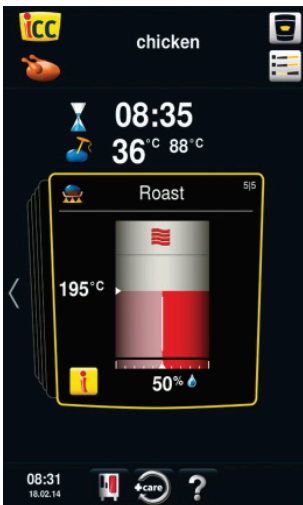 icc
chicken
08:35
36°C 88°C
Roast 5|5
195°C
i
50%
08:31
18.02.14
+care ?